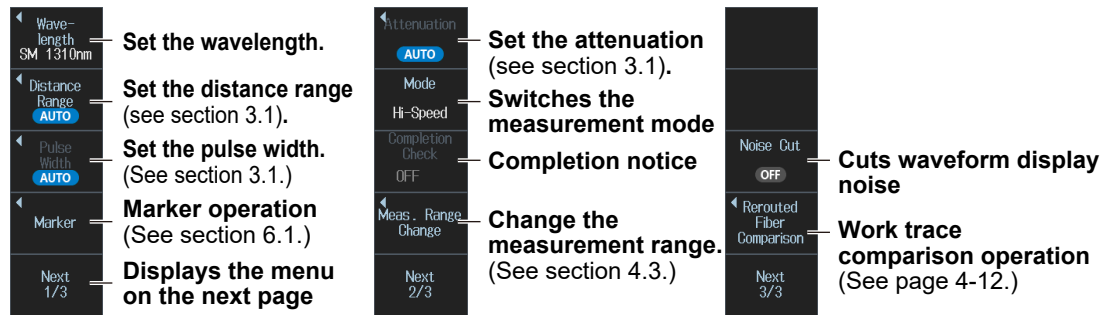 Wave-
length
SM 1310nm
Set the wavelength.
Distance
Range
AUTO
Set the distance range
(see section 3.1).
Pulse
Width
AUTO
Set the pulse width.
(See section 3.1.)
Marker
Marker operation
(See section 6.1.)
Next
1/3
Displays the menu
on the next page
Attenuation
AUTO
Set the attenuation
(see section 3.1).
Mode
Hi-Speed
Switches the
measurement mode
Completion
Check
OFF
Completion notice
Meas. Range
Change
Change the
measurement range.
(See section 4.3.)
Next
2/3
Noise Cut
OFF
Cuts waveform display
noise
Rerouted
Fiber
Comparison
Work trace
comparison operation
(See page 4-12.)
Next
3/3